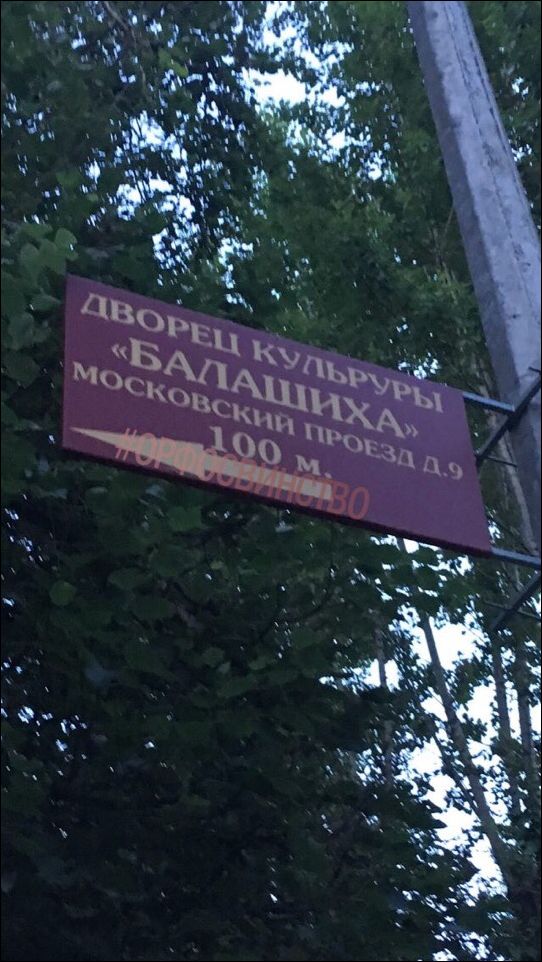 ДВОРЕЦ КУЛЬРУРЫ
«БАЛАШИХА»
МОСКОВСКИЙ ПРОЕЗД Д.9
100 м.
#ОРФОСВИНСТВО